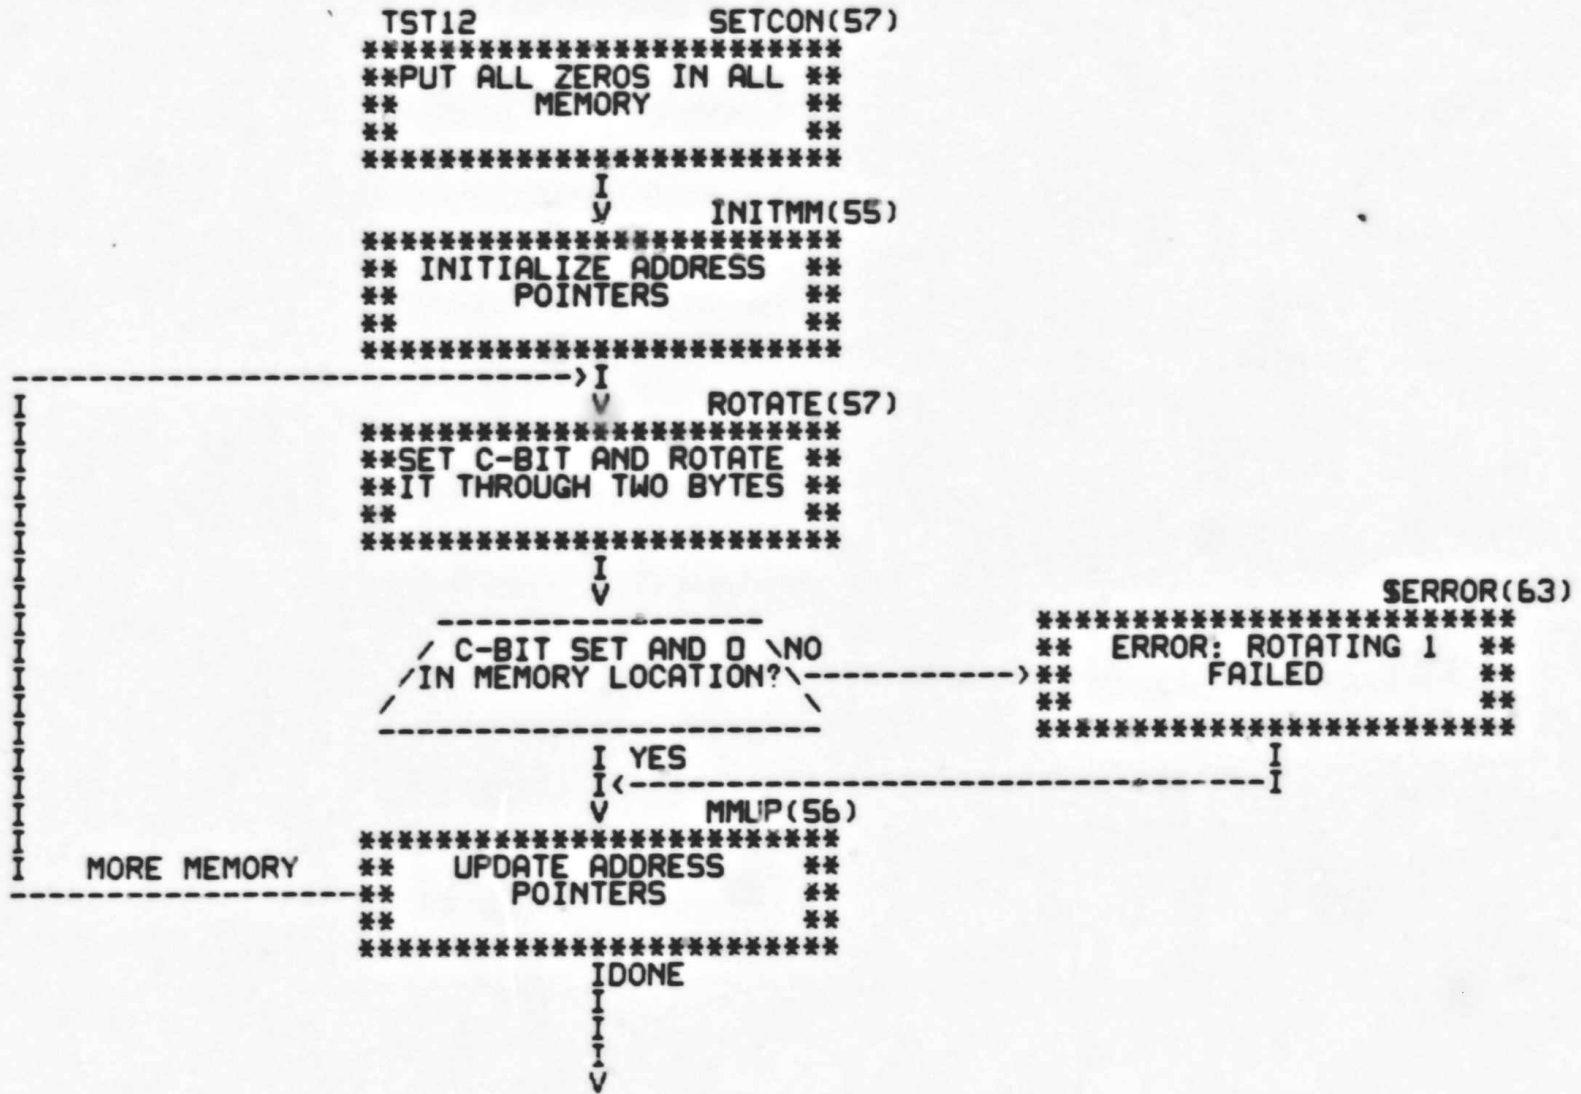 TST12 SETCON(57)
*************************
**PUT ALL ZEROS IN ALL **
** MEMORY **
** **
*************************
I
V INITMM(55)
*************************
** INITIALIZE ADDRESS **
** POINTERS **
** **
*************************
----------------------------->I
I V ROTATE(57)
*************************
**SET C-BIT AND ROTATE **
**IT THROUGH TWO BYTES **
** **
*************************
I
V
$ERROR(63)
----------------- *************************
/ C-BIT SET AND 0 \NO ** ERROR: ROTATING 1 **
/IN MEMORY LOCATION?\----------->** FAILED **
/ \ ** **
----------------------- *************************
I YES I
I<---------------------------------I
V MMUP(56)
*************************
I MORE MEMORY ** UPDATE ADDRESS **
------------------** POINTERS **
** **
*************************
IDONE
I
I
I
V